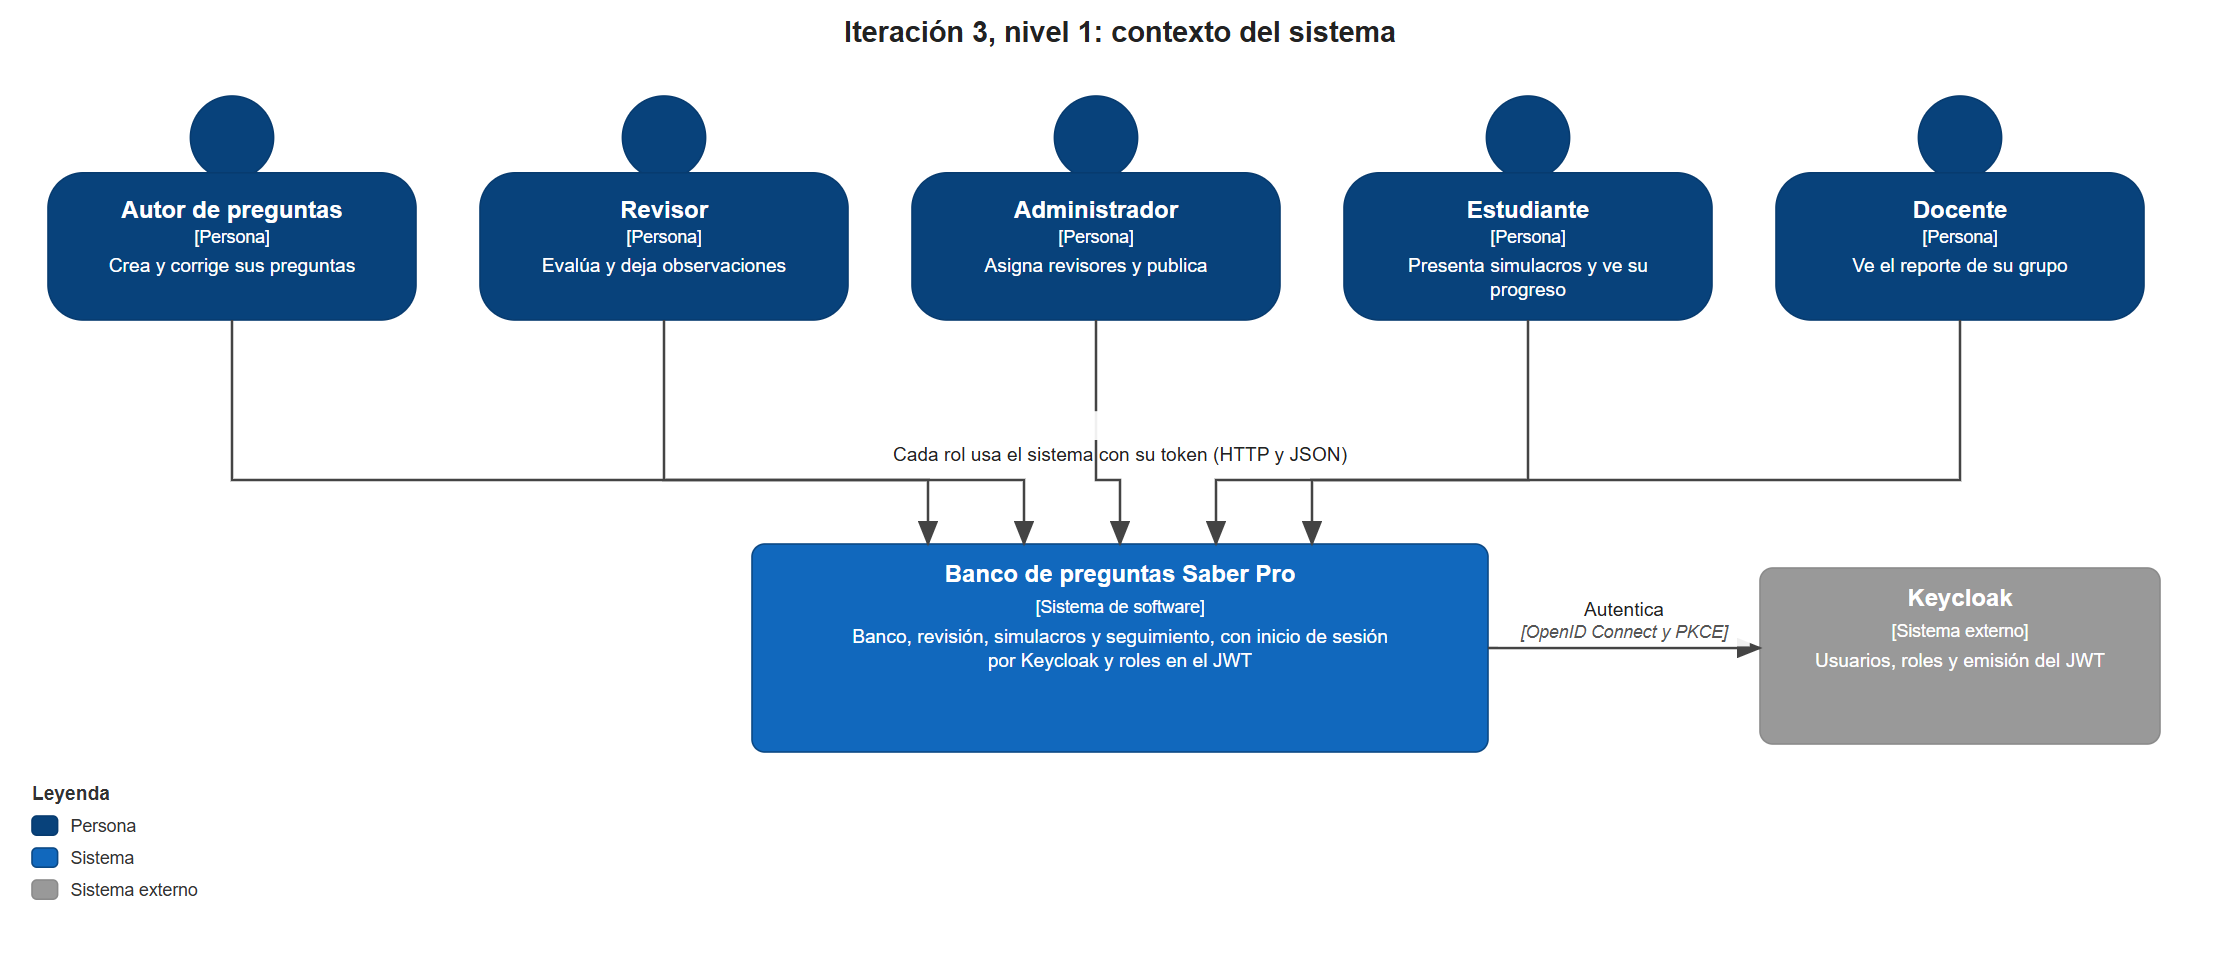 Iteración 3, nivel 1: contexto del sistema
Autor de preguntas
[Persona]
Crea y corrige sus preguntas
Revisor
[Persona]
Evalúa y deja observaciones
Administrador
[Persona]
Asigna revisores y publica
Estudiante
[Persona]
Presenta simulacros y ve su
progreso
Docente
[Persona]
Ve el reporte de su grupo
Cada rol usa el sistema con su token (HTTP y JSON)
Banco de preguntas Saber Pro
[Sistema de software]
Banco, revisión, simulacros y seguimiento, con inicio de sesión
por Keycloak y roles en el JWT
Autentica
[OpenID Connect y PKCE]
Keycloak
[Sistema externo]
Usuarios, roles y emisión del JWT
Leyenda
Persona
Sistema
Sistema externo